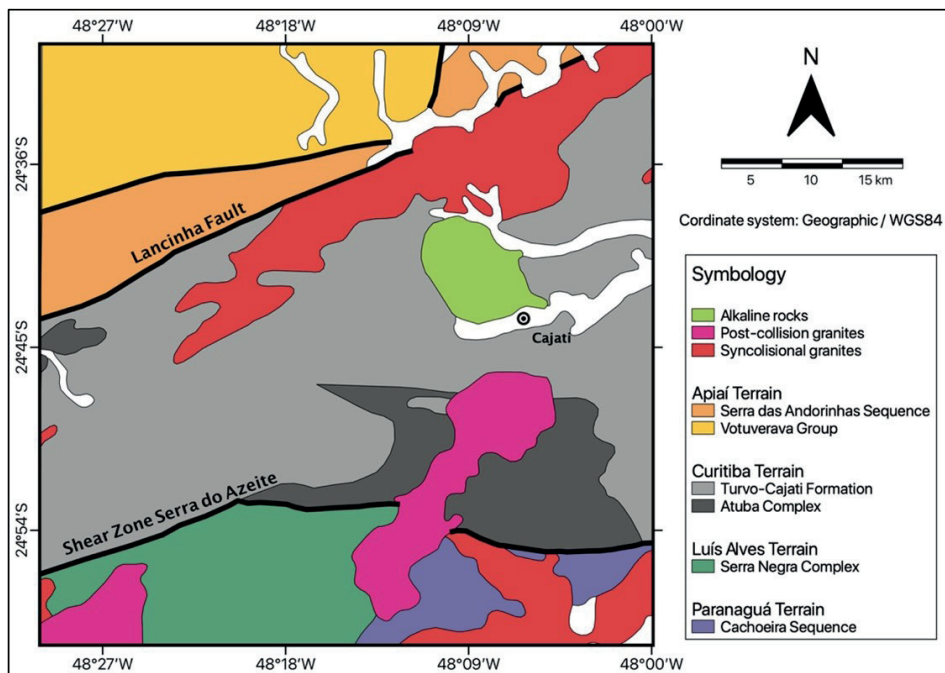 48°27'W 48°18'W 48°09'W 48°00'W
24°36'S
24°45'S
24°54'S
Lancinha Fault
Cajati
Shear Zone Serra do Azeite
48°27'W 48°18'W 48°09'W 48°00'W
N
5 10 15 km
Cordinate system: Geographic / WGS84
Symbology
Alkaline rocks
Post-collision granites
Syncolisional granites
Apiaí Terrain
Serra das Andorinhas Sequence
Votuverava Group
Curitiba Terrain
Turvo-Cajati Formation
Atuba Complex
Luís Alves Terrain
Serra Negra Complex
Paranaguá Terrain
Cachoeira Sequence